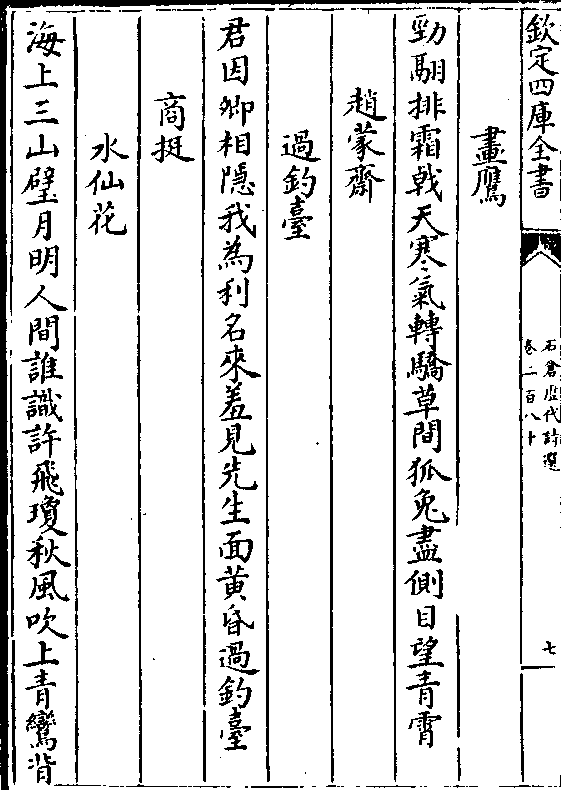 欽定四庫全書
石倉歴代詩選
卷二百八十
七
畫鷹
勁翮排霜戟天寒氣轉驕草間狐兔盡側目望青霄
趙蒙齋
過釣臺
君因卿相隠我為利名來羞見先生面黄昏過釣臺
商挺
水仙花
海上三山壁月明人間誰識許飛瓊秋風吹上青鸞背